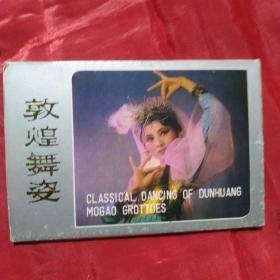 敦煌舞姿
CLASSICAL DANCING OF DUNHUANG
MOGAO GROTTOES